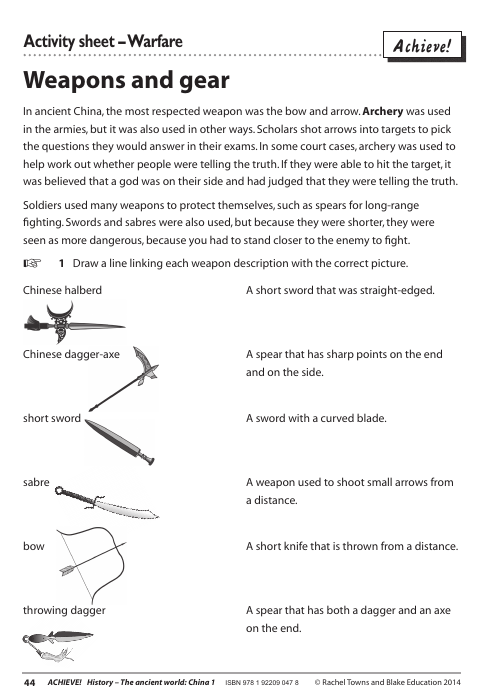 Activity sheet – Warfare
Achieve!
Weapons and gear
In ancient China, the most respected weapon was the bow and arrow. Archery was used
in the armies, but it was also used in other ways. Scholars shot arrows into targets to pick
the questions they would answer in their exams. In some court cases, archery was used to
help work out whether people were telling the truth. If they were able to hit the target, it
was believed that a god was on their side and had judged that they were telling the truth.
Soldiers used many weapons to protect themselves, such as spears for long-range
fighting. Swords and sabres were also used, but because they were shorter, they were
seen as more dangerous, because you had to stand closer to the enemy to fight.
1 Draw a line linking each weapon description with the correct picture.
Chinese halberd
A short sword that was straight-edged.
Chinese dagger-axe
A spear that has sharp points on the end
and on the side.
short sword
A sword with a curved blade.
sabre
A weapon used to shoot small arrows from
a distance.
bow
A short knife that is thrown from a distance.
throwing dagger
A spear that has both a dagger and an axe
on the end.
44 ACHIEVE! History – The ancient world: China 1 ISBN 978 1 92209 047 8 © Rachel Towns and Blake Education 2014